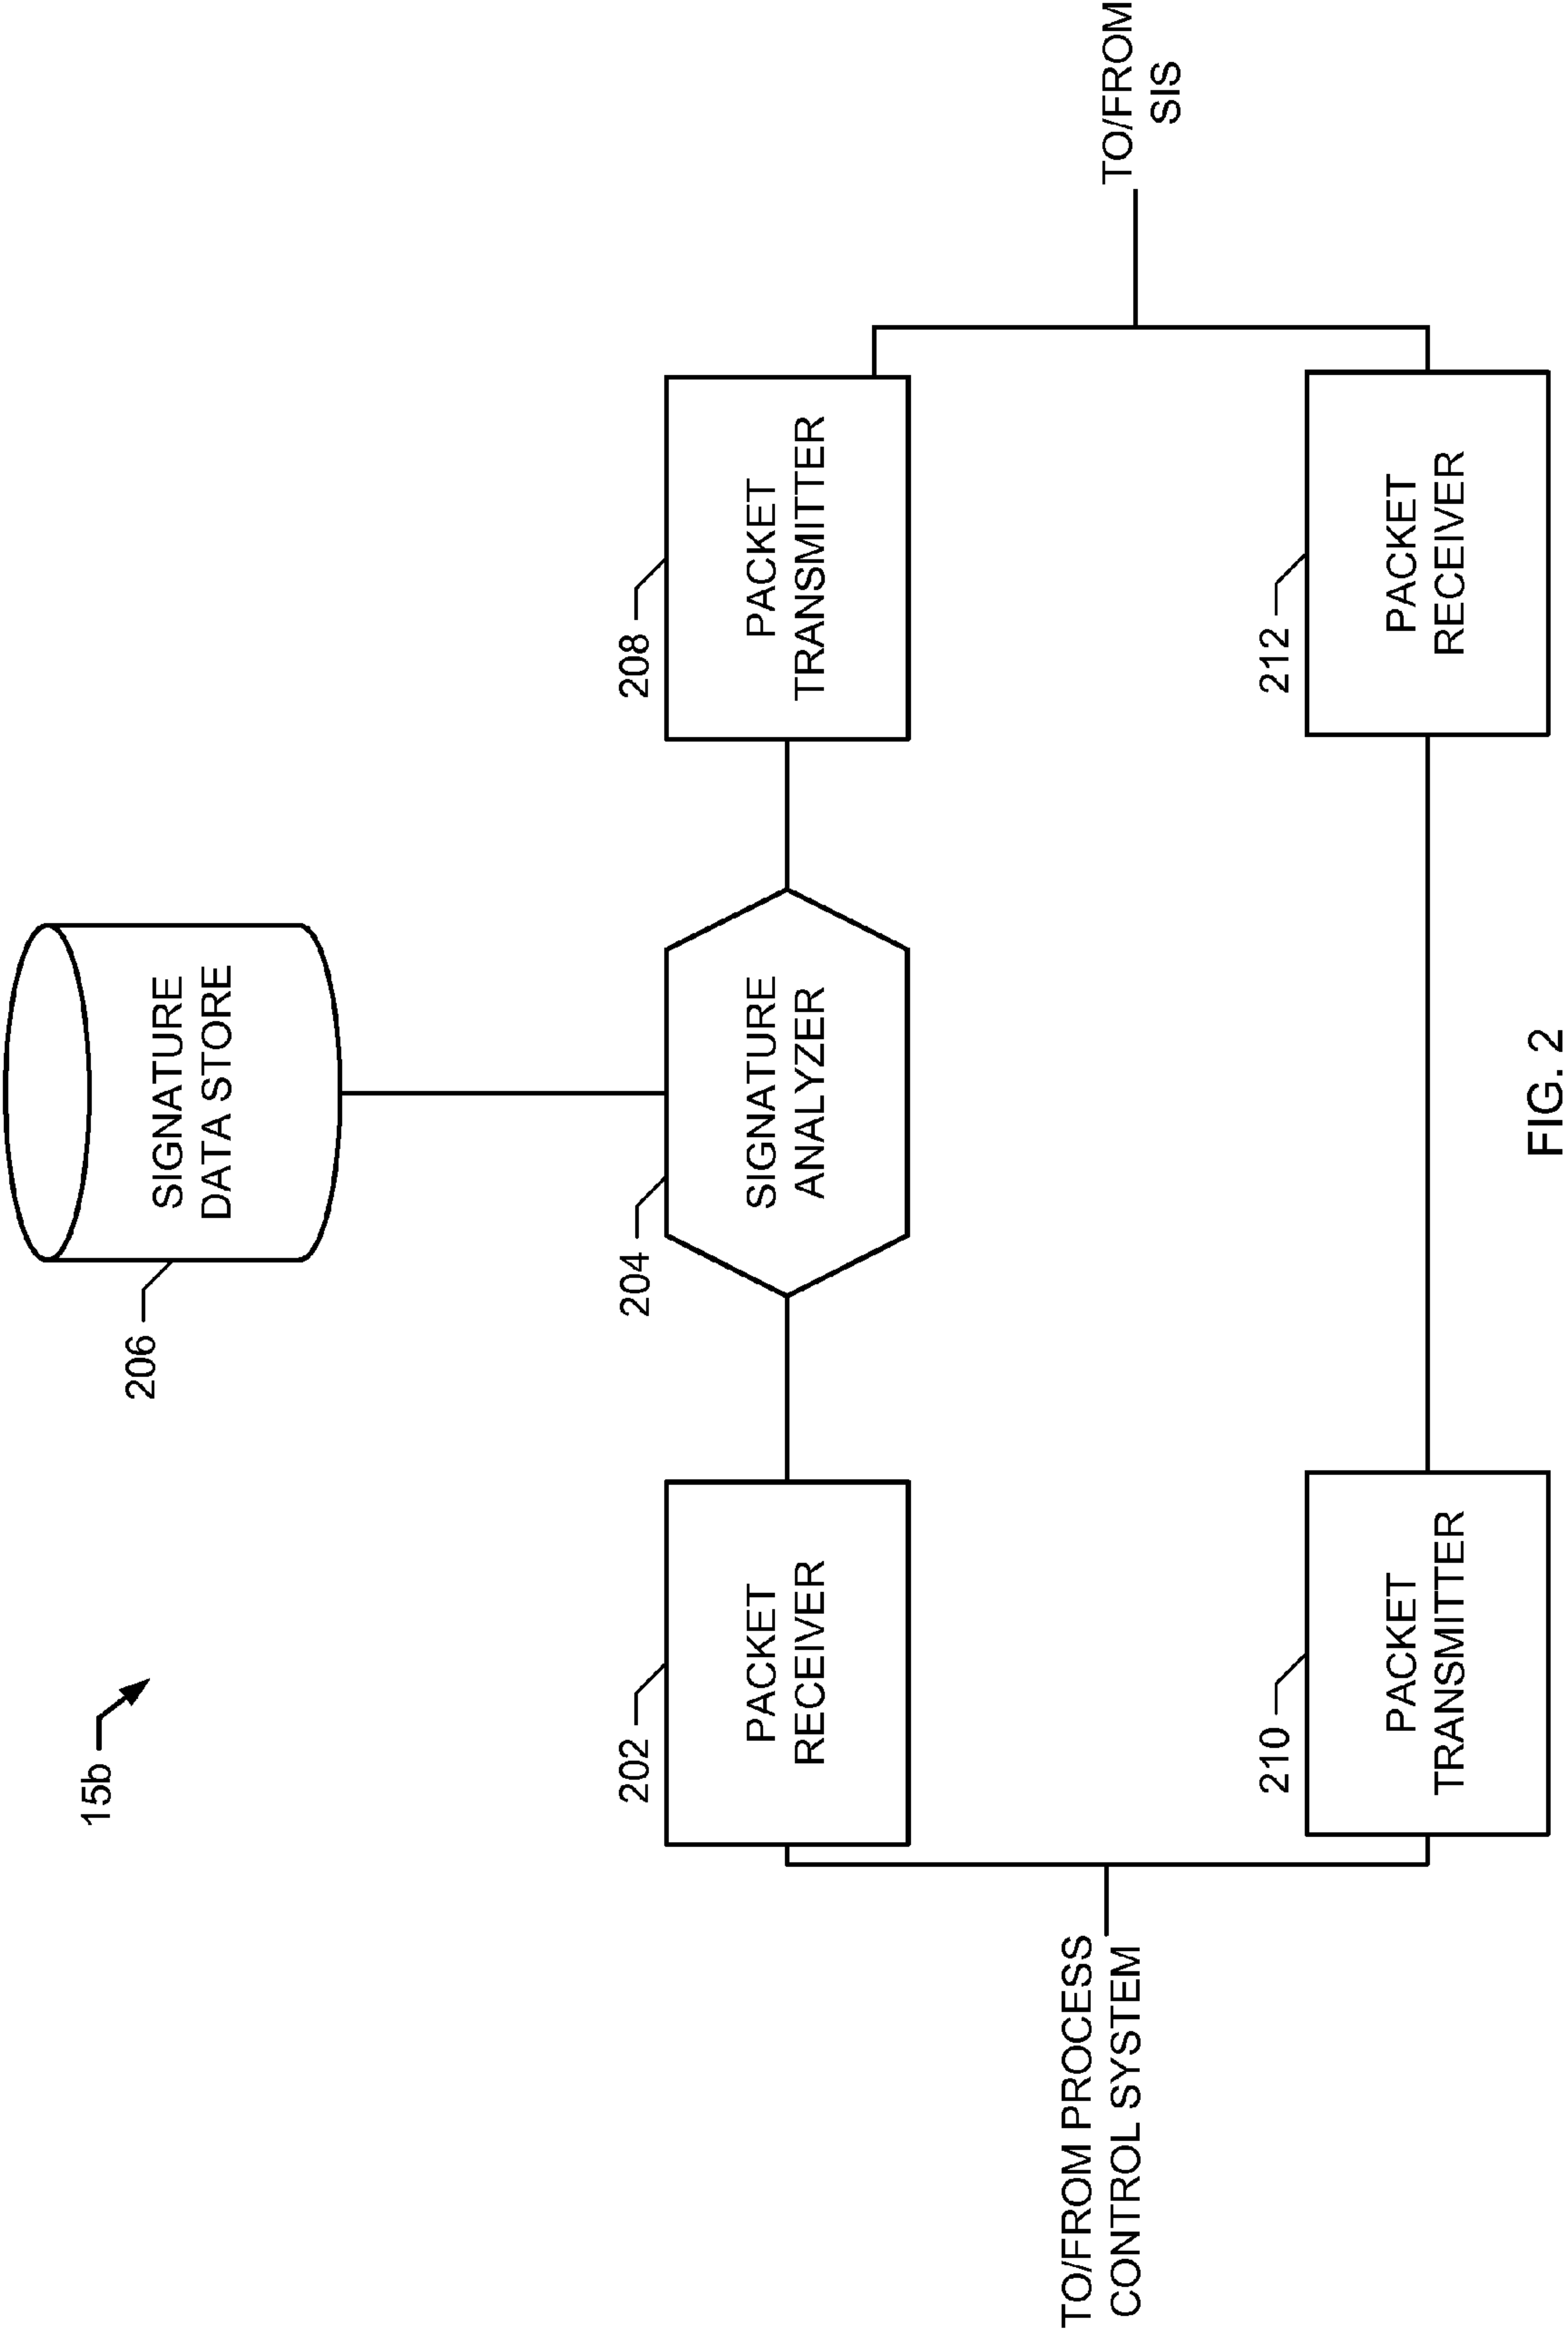 15b
206
SIGNATURE
DATA STORE
202
PACKET
RECEIVER
204
SIGNATURE
ANALYZER
208
PACKET
TRANSMITTER
TO/FROM PROCESS
CONTROL SYSTEM
TO/FROM
SIS
210
PACKET
TRANSMITTER
212
PACKET
RECEIVER
FIG. 2